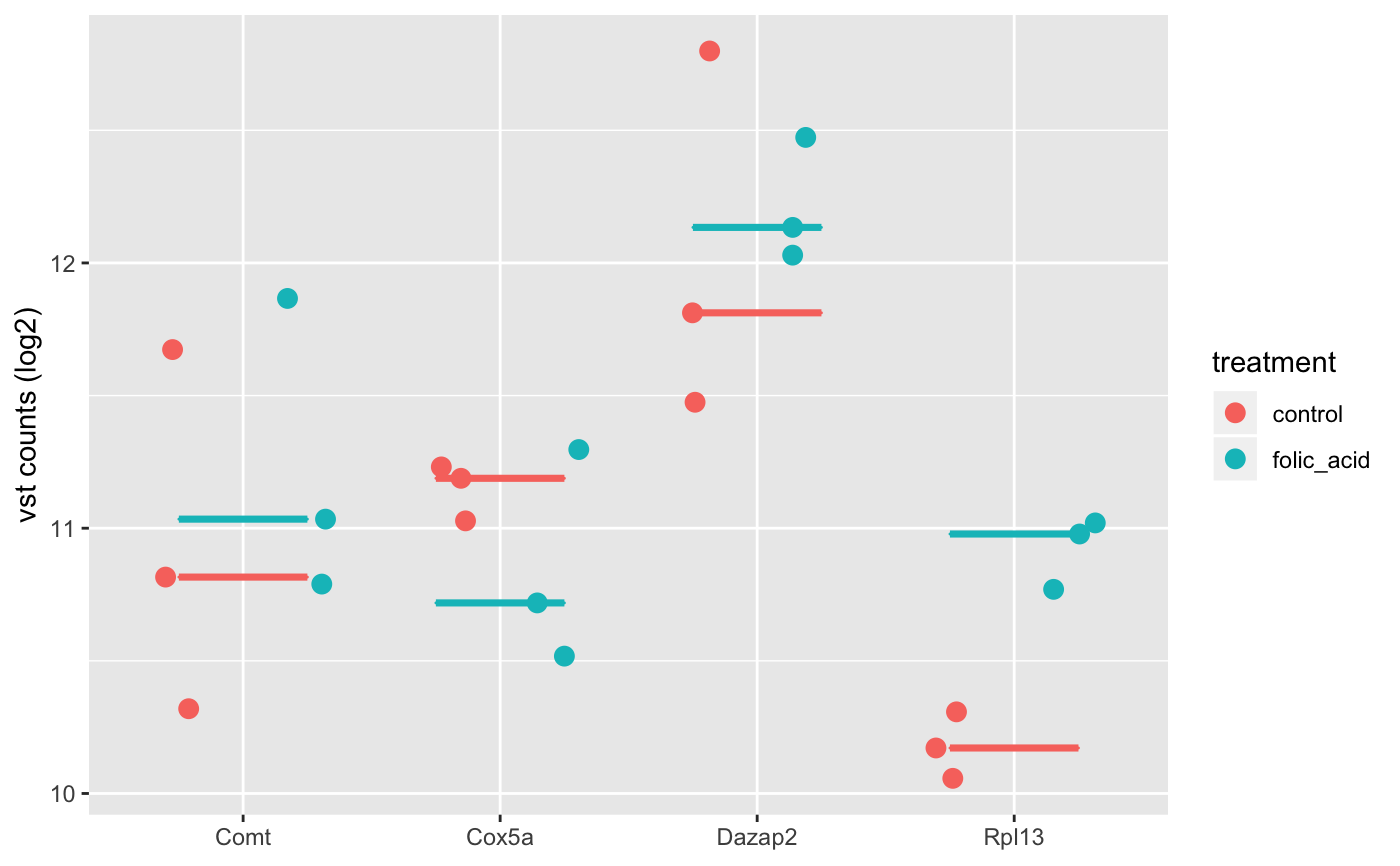 vst counts (log2)
12
11
10
Comt
Cox5a
Dazap2
Rpl13
treatment
control
folic_acid